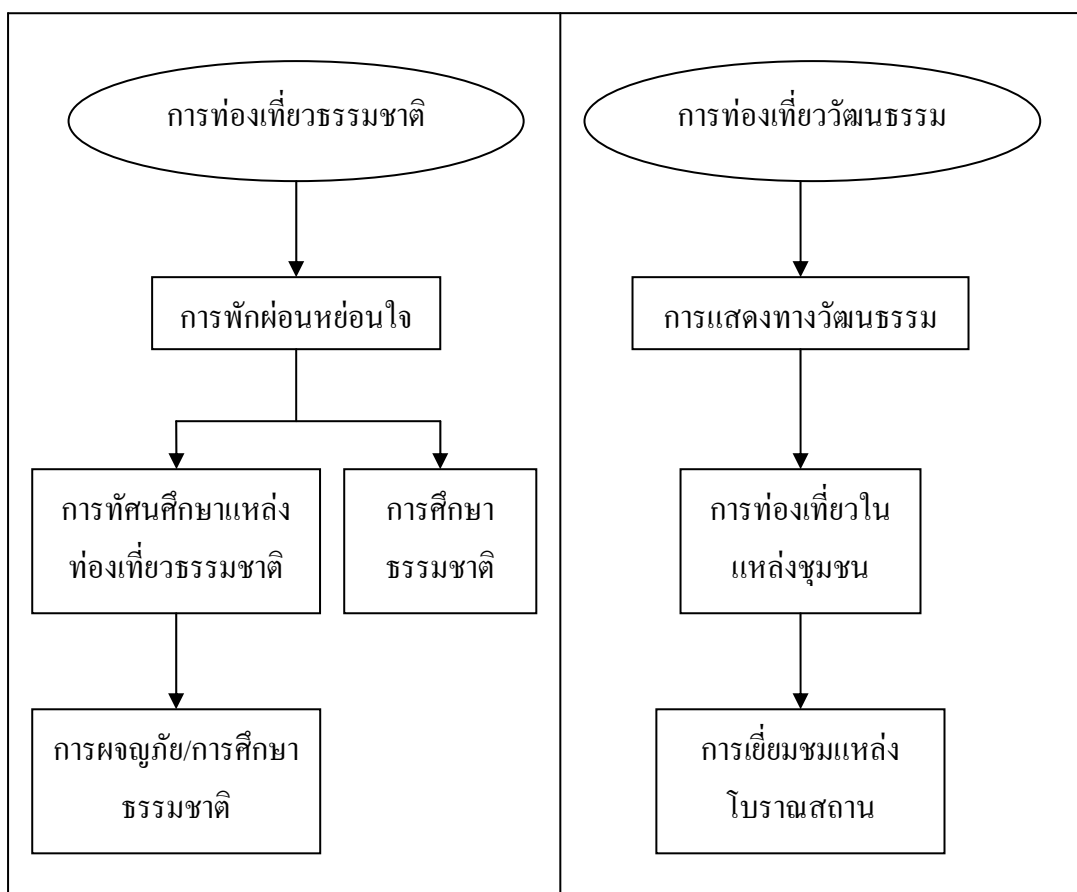 การท่องเที่ยวธรรมชาติ
การพักผ่อนหย่อนใจ
การทัศนศึกษาแหล่ง
ท่องเที่ยวธรรมชาติ
การศึกษา
ธรรมชาติ
การผจญภัย/การศึกษา
ธรรมชาติ
การท่องเที่ยววัฒนธรรม
การแสดงทางวัฒนธรรม
การท่องเที่ยวใน
แหล่งชุมชน
การเยี่ยมชมแหล่ง
โบราณสถาน